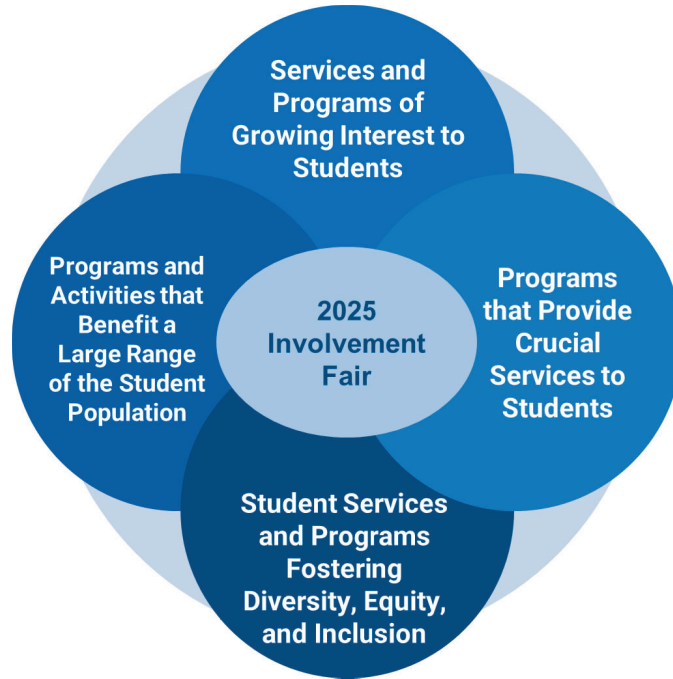 Services and
Programs of
Growing Interest to
Students
Programs and
Activities that
Benefit a
Large Range
of the Student
Population
2025
Involvement
Fair
Programs
that Provide
Crucial
Services to
Students
Student Services
and Programs
Fostering
Diversity, Equity,
and Inclusion